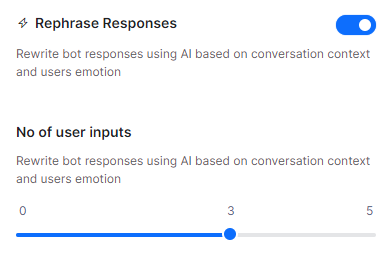 Rephrase Responses
Rewrite bot responses using AI based on conversation context
and users emotion
No of user inputs
Rewrite bot responses using AI based on conversation context
and users emotion
0 3 5